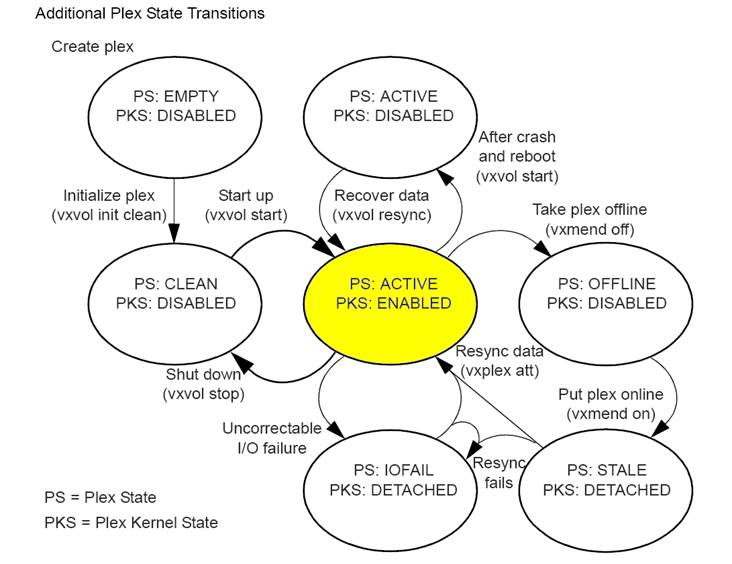 Additional Plex State Transitions
Create plex
PS: EMPTY
PKS: DISABLED
PS: ACTIVE
PKS: DISABLED
After crash
and reboot
(vxvol start)
Initialize plex
(vxvol init clean)
Start up
(vxvol start)
Recover data
(vxvol resync)
Take plex offline
(vxmend off)
PS: CLEAN
PKS: DISABLED
PS: ACTIVE
PKS: ENABLED
PS: OFFLINE
PKS: DISABLED
Shut down
(vxvol stop)
Resync data
(vxplex att)
Put plex online
(vxmend on)
Uncorrectable
I/O failure
PS: IOFAIL
PKS: DETACHED
Resync
fails
PS: STALE
PKS: DETACHED
PS = Plex State
PKS = Plex Kernel State